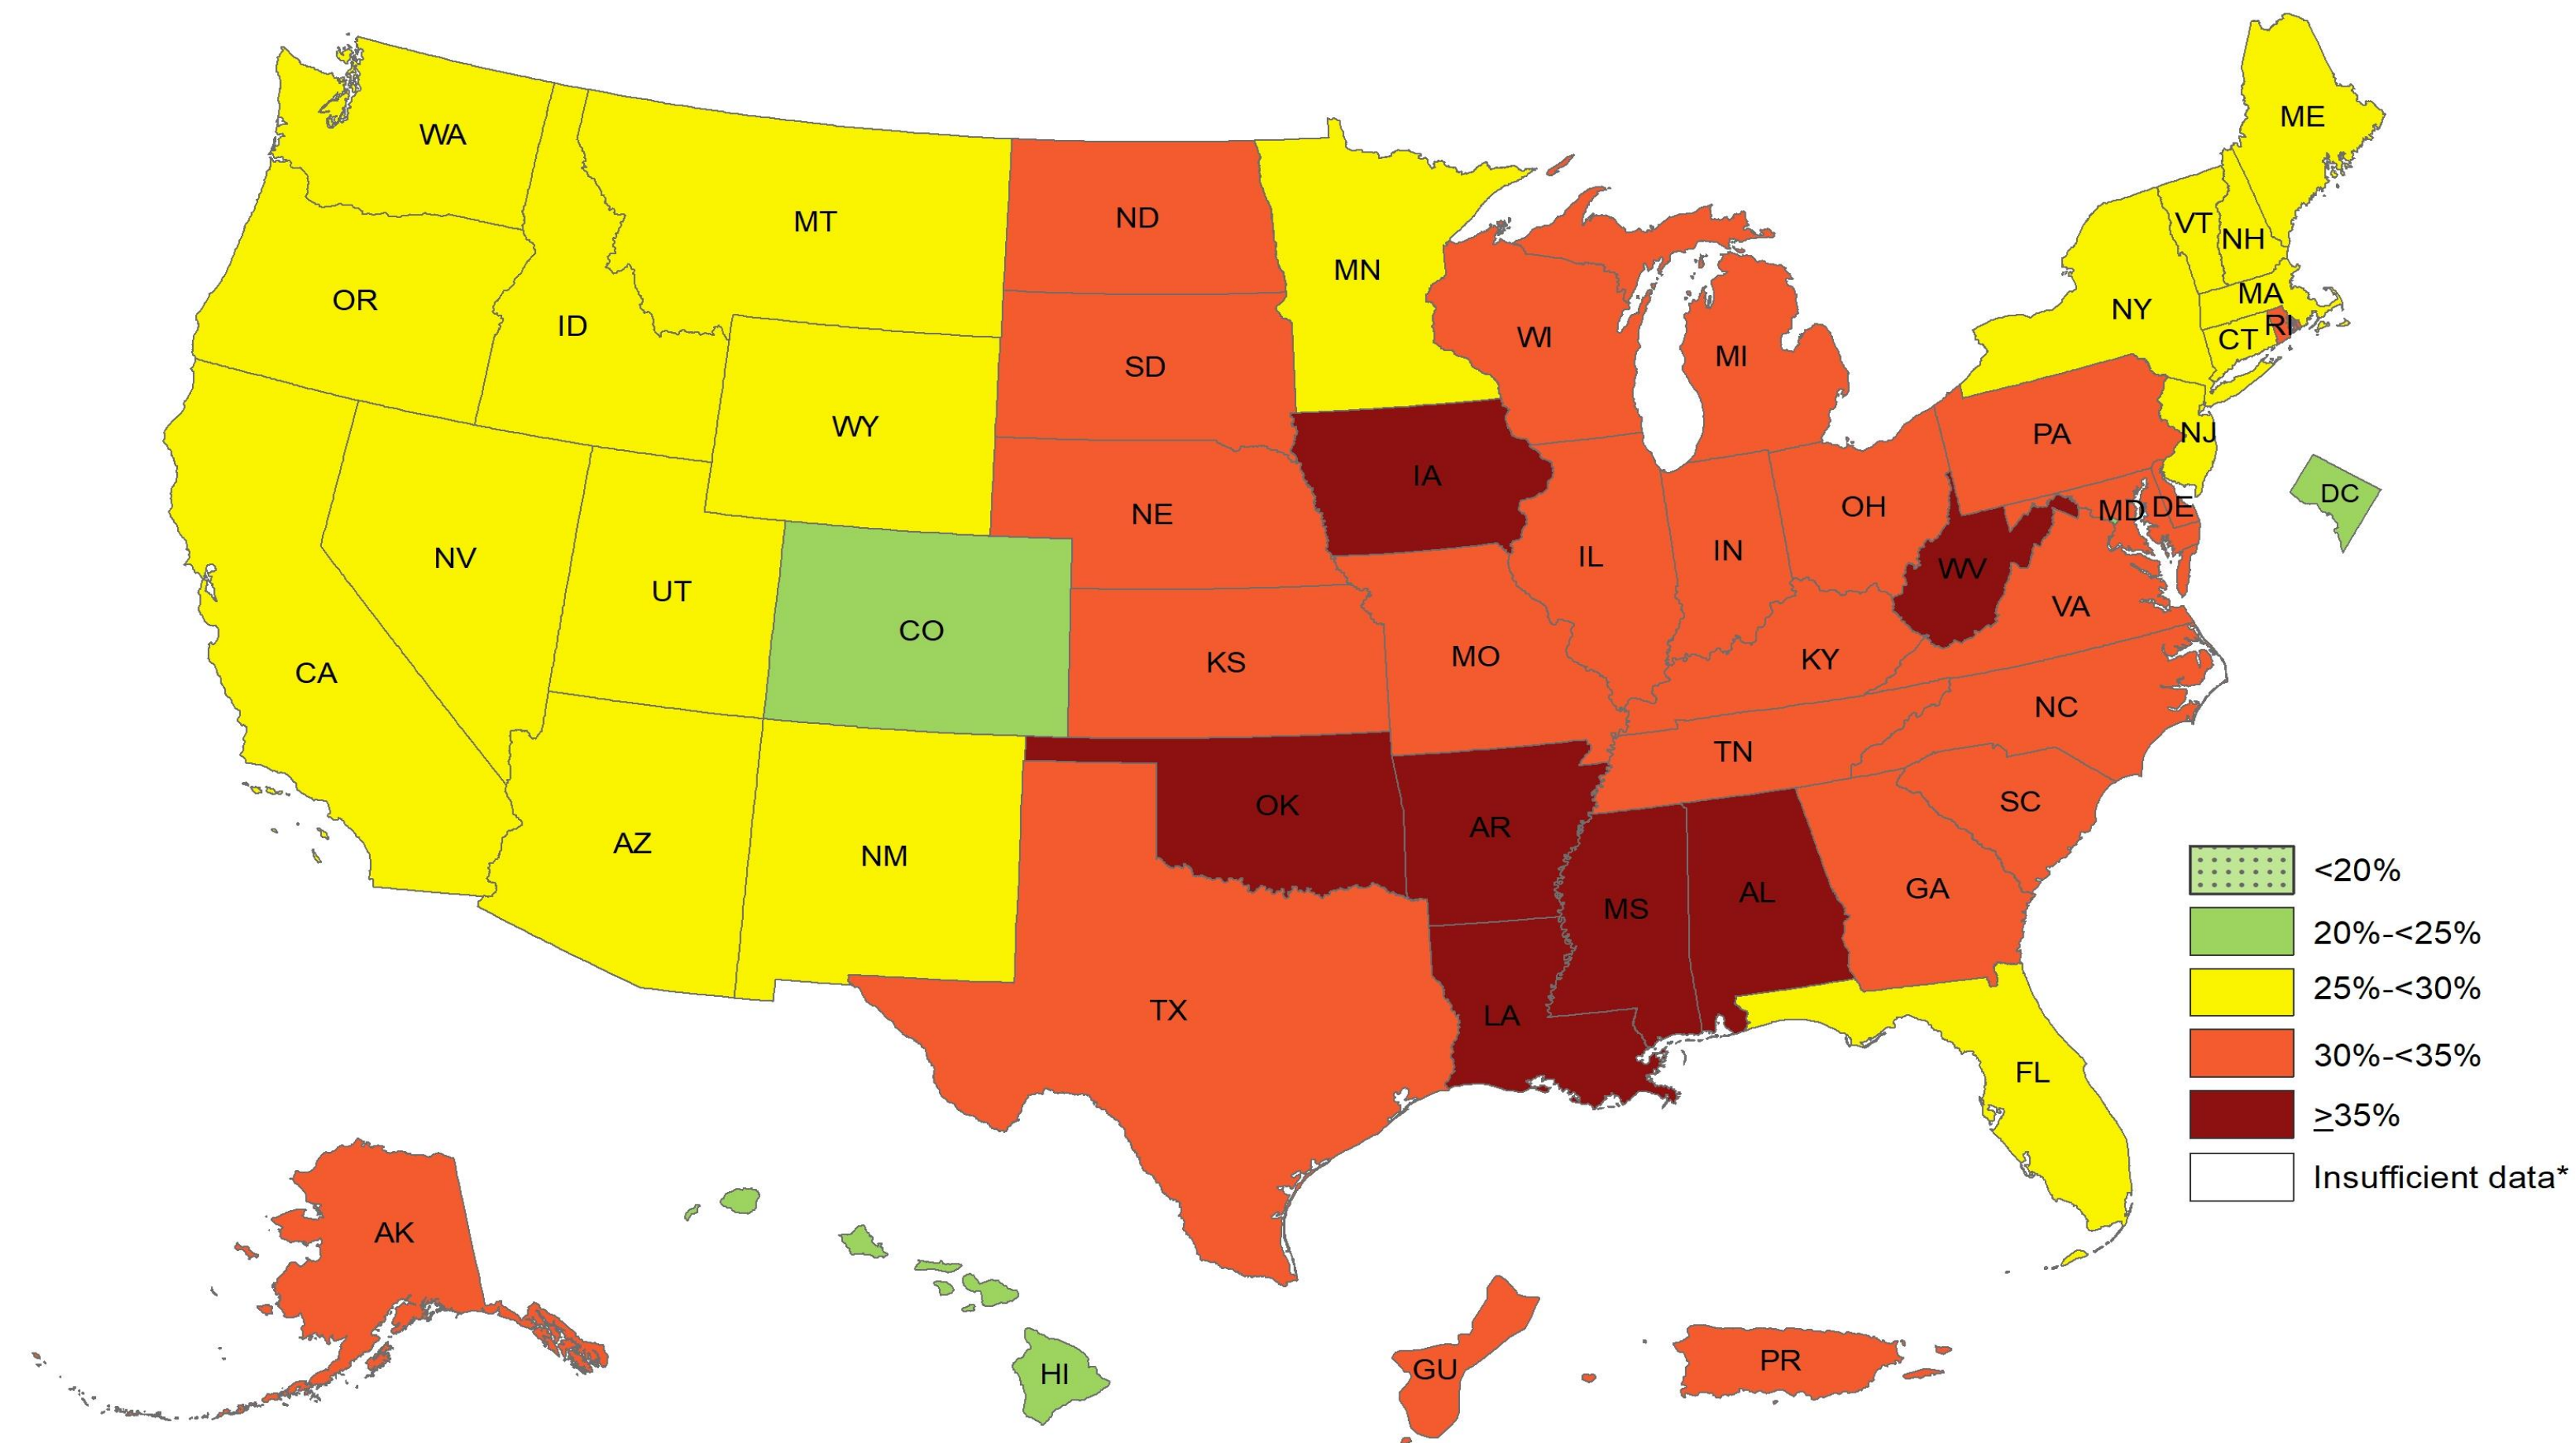 WA
ME
MT
ND
VT
NH
MN
OR
ID
MA
NY
RI
CT
WI
MI
SD
WY
PA
NJ
IA
DC
NE
OH
MD
DE
NV
IL
IN
WV
UT
VA
CO
CA
KS
MO
KY
NC
TN
OK
SC
AR
AZ
NM
<20%
GA
AL
MS
20%-<25%
25%-<30%
TX
LA
30%-<35%
FL
≥35%
Insufficient data*
AK
HI
GU
PR